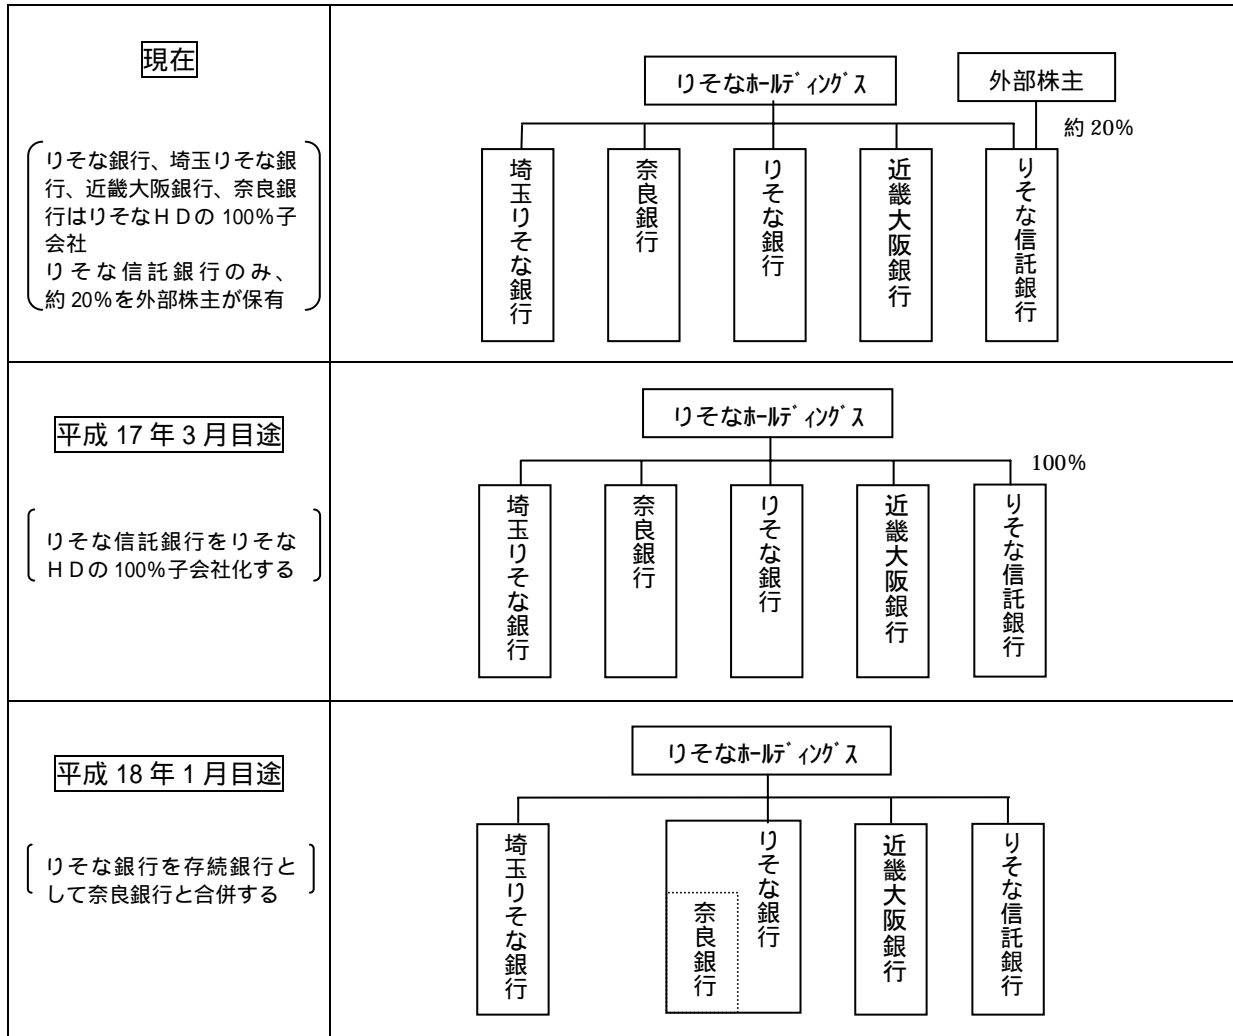 現在
りそな銀行、埼玉りそな銀
行、近畿大阪銀行、奈良銀
行はりそなＨＤの 100％子
会社
りそな信託銀行のみ、
約 20％を外部株主が保有
りそなﾎｰﾙﾃﾞｨﾝｸﾞｽ
外部株主
約 20％
埼玉りそな銀行
奈良銀行
りそな銀行
近畿大阪銀行
りそな信託銀行
平成 17 年 3 月目途
りそな信託銀行をりそな
ＨＤの 100％子会社化する
りそなﾎｰﾙﾃﾞｨﾝｸﾞｽ
100％
埼玉りそな銀行
奈良銀行
りそな銀行
近畿大阪銀行
りそな信託銀行
平成 18 年 1 月目途
りそな銀行を存続銀行と
して奈良銀行と合併する
りそなﾎｰﾙﾃﾞｨﾝｸﾞｽ
埼玉りそな銀行
奈良銀行
りそな銀行
近畿大阪銀行
りそな信託銀行